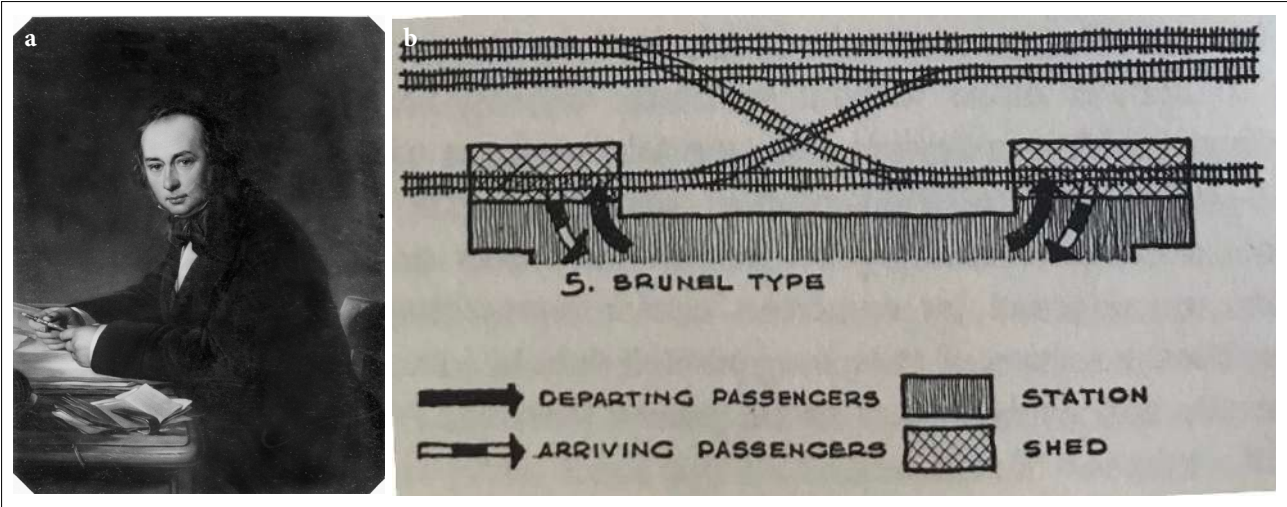 a
b
5. BRUNEL TYPE
DEPARTING PASSENGERS
STATION
ARRIVING PASSENGERS
SHED